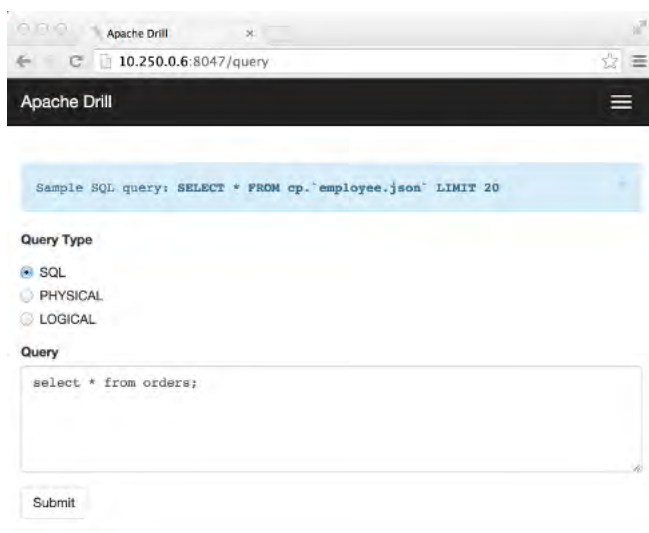 Apache Drill
10.250.0.6:8047/query
Apache Drill
Sample SQL query: SELECT * FROM cp.`employee.json` LIMIT 20
Query Type
SQL
PHYSICAL
LOGICAL
Query
select * from orders;
Submit